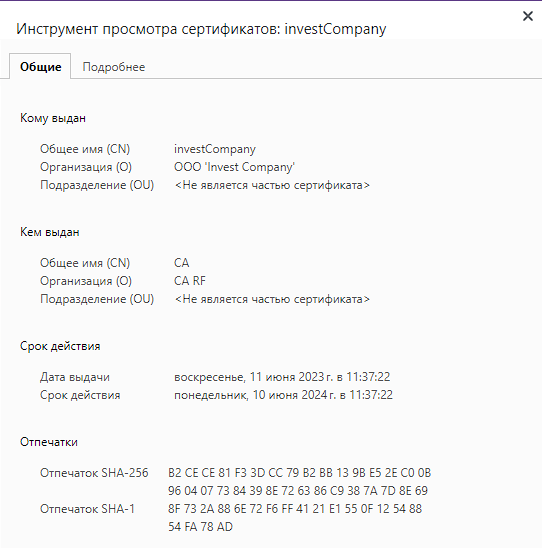 Инструмент просмотра сертификатов: investCompany
Общие Подробнее
Кому выдан
Общее имя (CN) investCompany
Организация (O) ООО 'Invest Company'
Подразделение (OU) <Не является частью сертификата>
Кем выдан
Общее имя (CN) CA
Организация (O) CA RF
Подразделение (OU) <Не является частью сертификата>
Срок действия
Дата выдачи воскресенье, 11 июня 2023 г. в 11:37:22
Срок действия понедельник, 10 июня 2024 г. в 11:37:22
Отпечатки
Отпечаток SHA-256 B2 CE CE 81 F3 3D CC 79 B2 BB 13 9B E5 2E C0 0B
96 04 07 73 84 39 8E 72 63 86 C9 38 7A 7D 8E 69
Отпечаток SHA-1 8F 73 2A 88 6E 72 F6 FF 41 21 E1 55 0F 12 54 88
54 FA 78 AD